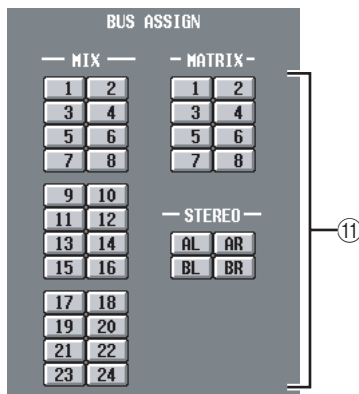 BUS ASSIGN
MIX
1 2
3 4
5 6
7 8
9 10
11 12
13 14
15 16
17 18
19 20
21 22
23 24
MATRIX
1 2
3 4
5 6
7 8
STEREO
AL AR
BL BR
⑪